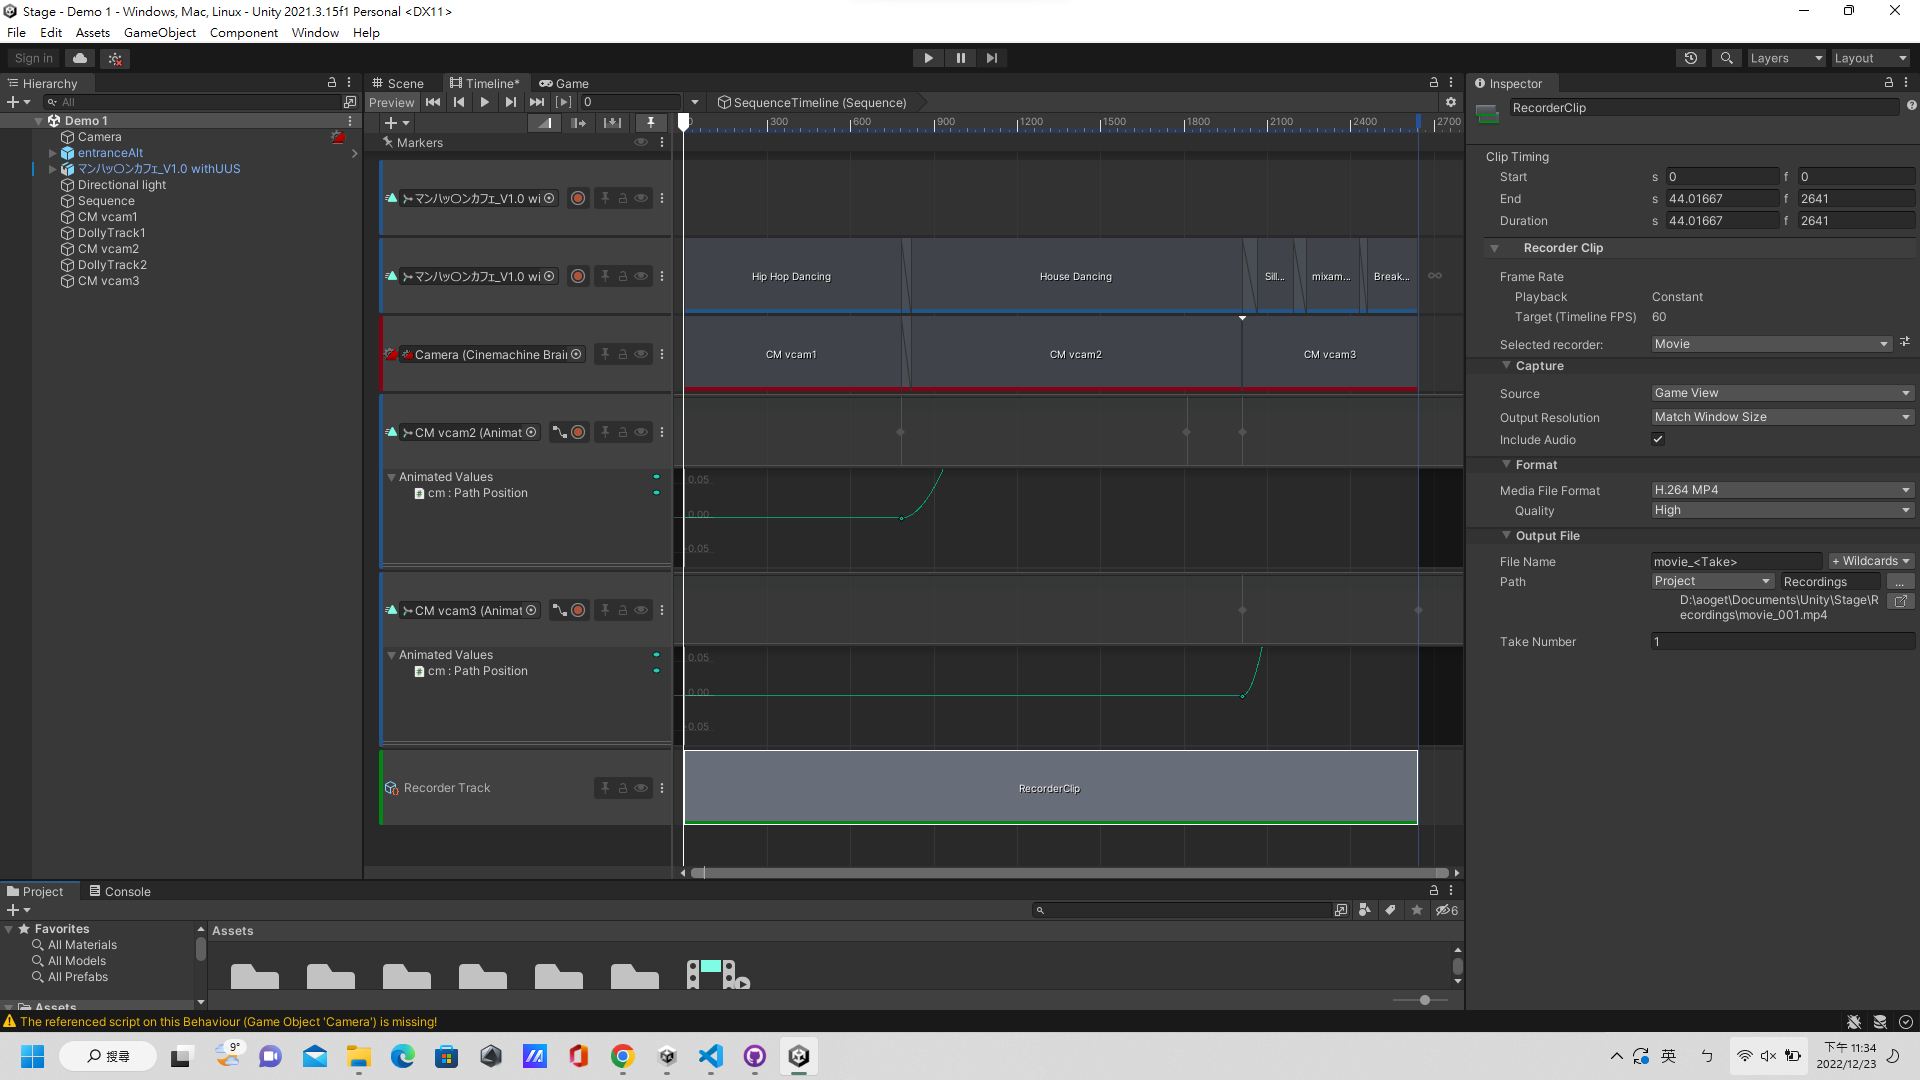 Stage - Demo 1 - Windows, Mac, Linux - Unity 2021.3.15f1 Personal <DX11>
File Edit Assets GameObject Component Window Help
Sign in
Layers
Layout
Hierarchy
All
Demo 1
Camera
entranceAlt
マンハッ〇ンカフェ_V1.0 withUUS
Directional light
Sequence
CM vcam1
DollyTrack1
CM vcam2
DollyTrack2
CM vcam3
Scene
Timeline*
Game
Preview
0
SequenceTimeline (Sequence)
300 600 900 1200 1500 1800 2100 2400 2700
Markers
マンハッ〇ンカフェ_V1.0 wi
マンハッ〇ンカフェ_V1.0 wi
Hip Hop Dancing
House Dancing
Sill...
mixam...
Break...
Camera (Cinemachine Brain
CM vcam1
CM vcam2
CM vcam3
CM vcam2 (Animat
Animated Values
cm : Path Position
0.05
0.00
0.05
CM vcam3 (Animat
Animated Values
cm : Path Position
0.05
0.00
0.05
Recorder Track
RecorderClip
Inspector
RecorderClip
Clip Timing
Start s 0 f 0
End s 44.01667 f 2641
Duration s 44.01667 f 2641
Recorder Clip
Frame Rate
Playback Constant
Target (Timeline FPS) 60
Selected recorder: Movie
Capture
Source Game View
Output Resolution Match Window Size
Include Audio
Format
Media File Format H.264 MP4
Quality High
Output File
File Name movie_<Take> + Wildcards
Path Project Recordings ...
D:\aoget\Documents\Unity\Stage\R
ecordings\movie_001.mp4
Take Number 1
Project
Console
6
Favorites
All Materials
All Models
All Prefabs
Assets
Assets
The referenced script on this Behaviour (Game Object 'Camera') is missing!
搜尋
9°
英
ㄅ
下午 11:34
2022/12/23